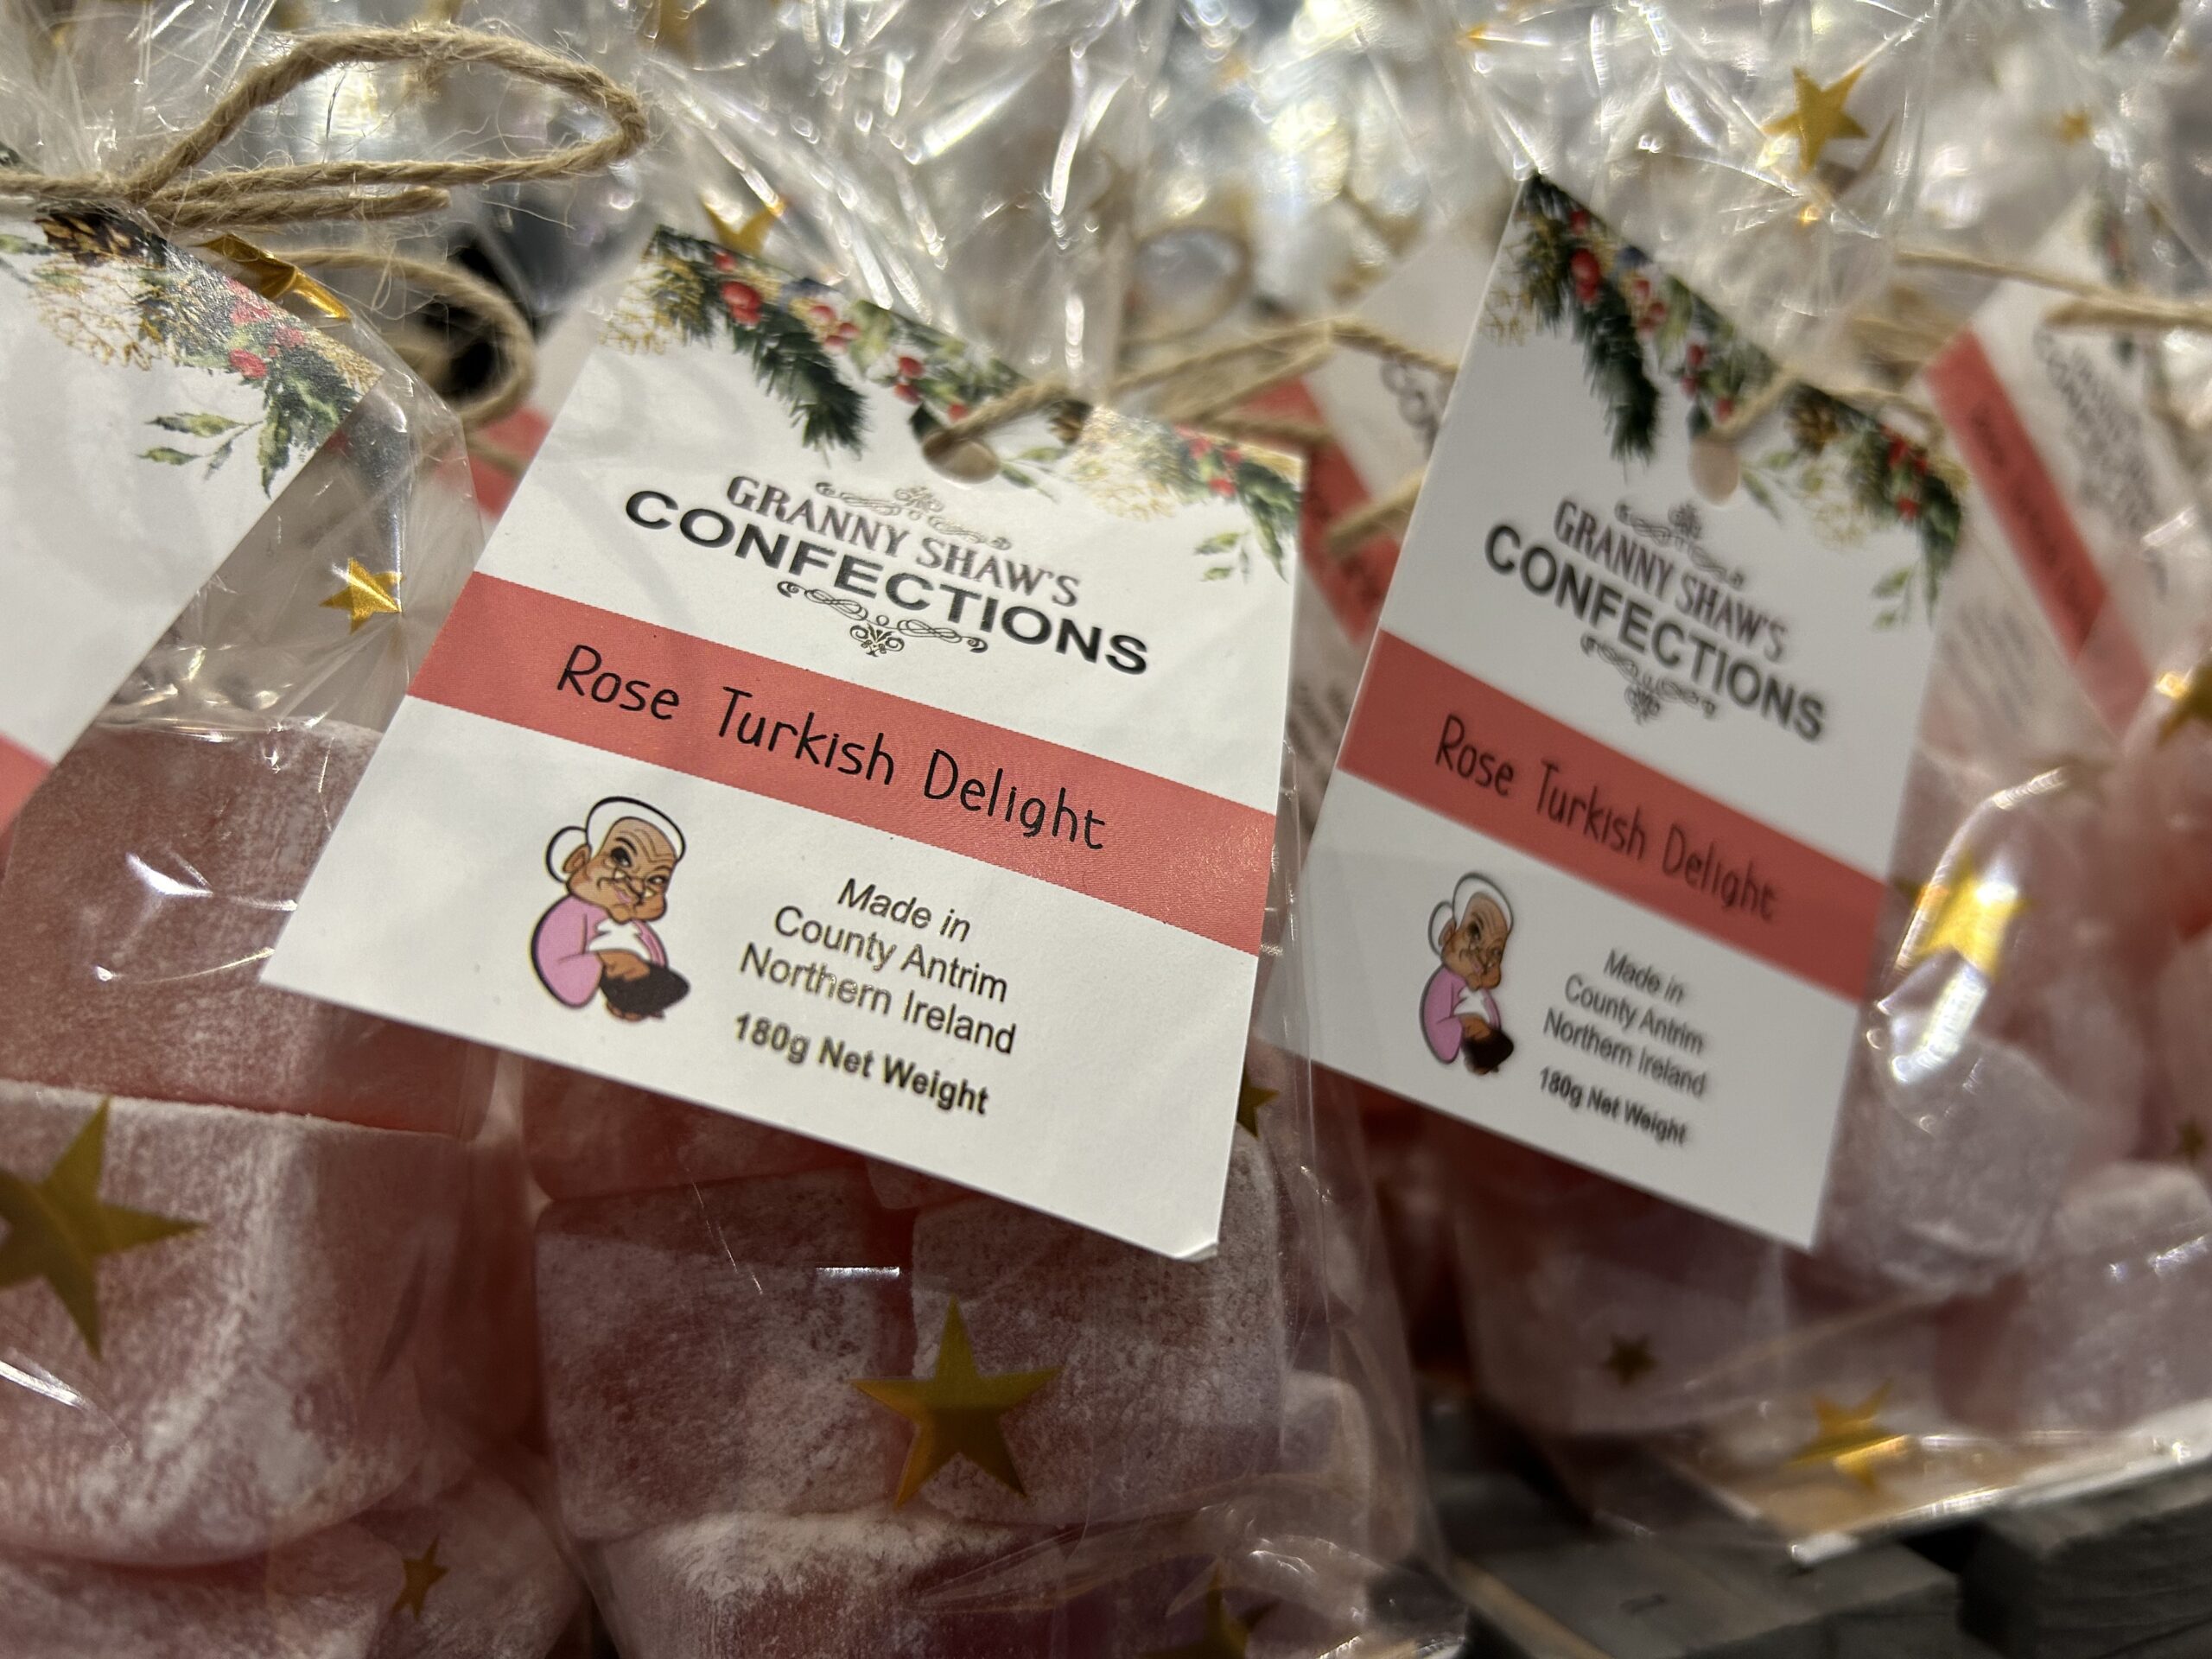 GRANNY SHAW'S
CONFECTIONS
Rose Turkish Delight
Made in
County Antrim
Northern Ireland
180g Net Weight
GRANNY SHAW'S
CONFECTIONS
Rose Turkish Delight
Made in
County Antrim
Northern Ireland
180g Net Weight